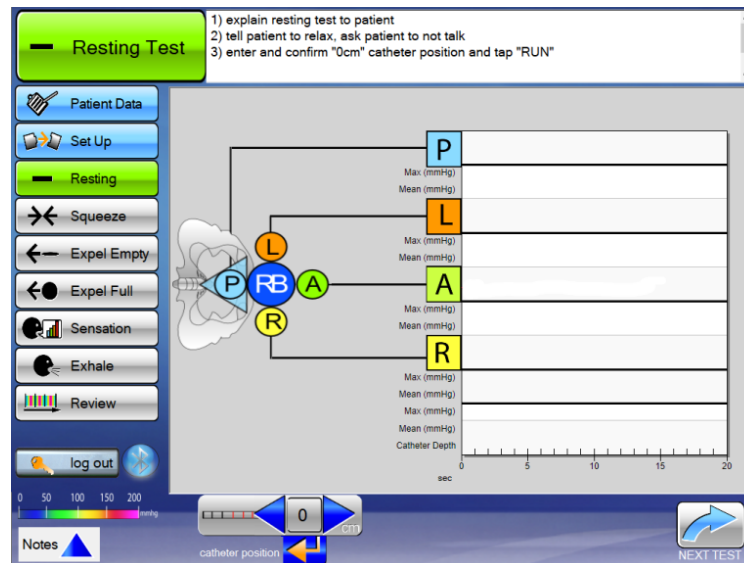 Resting Test
1) explain resting test to patient
2) tell patient to relax, ask patient to not talk
3) enter and confirm "0cm" catheter position and tap "RUN"
Patient Data
Set Up
Resting
Squeeze
Expel Empty
Expel Full
Sensation
Exhale
Review
log out
0 50 100 150 200
mmhg
Notes
P
Max (mmHg)
Mean (mmHg)
L
Max (mmHg)
Mean (mmHg)
A
Max (mmHg)
Mean (mmHg)
R
Max (mmHg)
Mean (mmHg)
Max (mmHg)
Mean (mmHg)
Catheter Depth
L
P RB A
R
0 5 10 15 20
sec
0
cm
catheter position
NEXT TEST